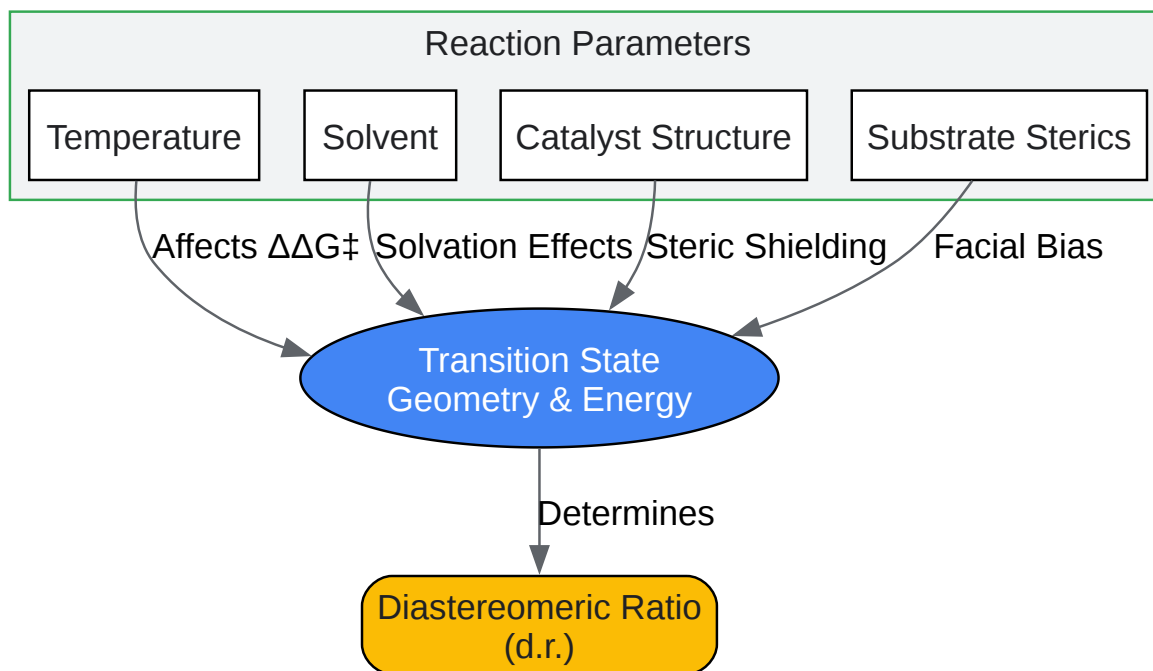 Reaction Parameters
Temperature
Solvent
Catalyst Structure
Substrate Sterics
Affects ΔΔG‡
Solvation Effects
Steric Shielding
Facial Bias
Transition State
Geometry & Energy
Determines
Diastereomeric Ratio
(d.r.)